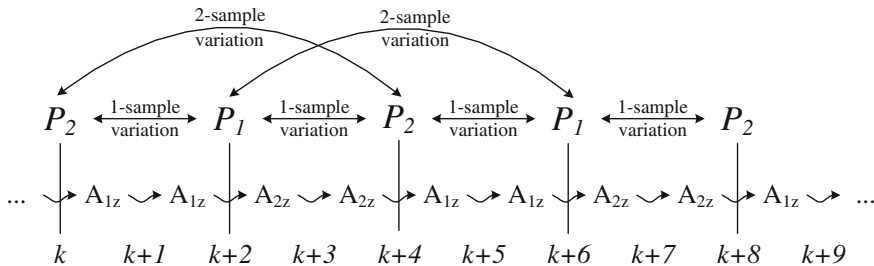 2-sample variation 2-sample variation
P₂ 1-sample variation P₁ 1-sample variation P₂ 1-sample variation P₁ 1-sample variation P₂
... A₁z A₁z A₂z A₂z A₁z A₁z A₂z A₂z A₁z ...
k k+1 k+2 k+3 k+4 k+5 k+6 k+7 k+8 k+9